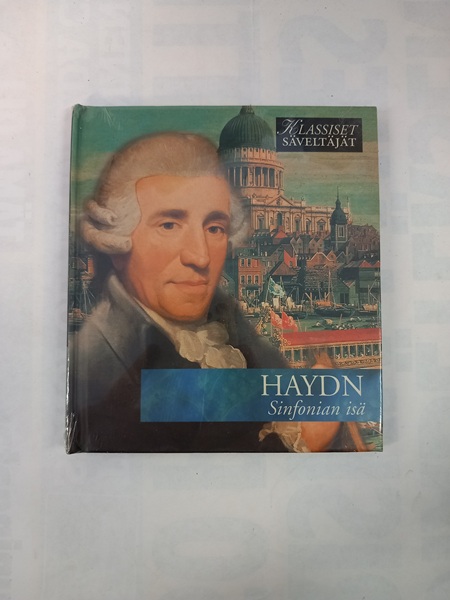 KLASSISET
SÄVELTÄJÄT
HAYDN
Sinfonian isä